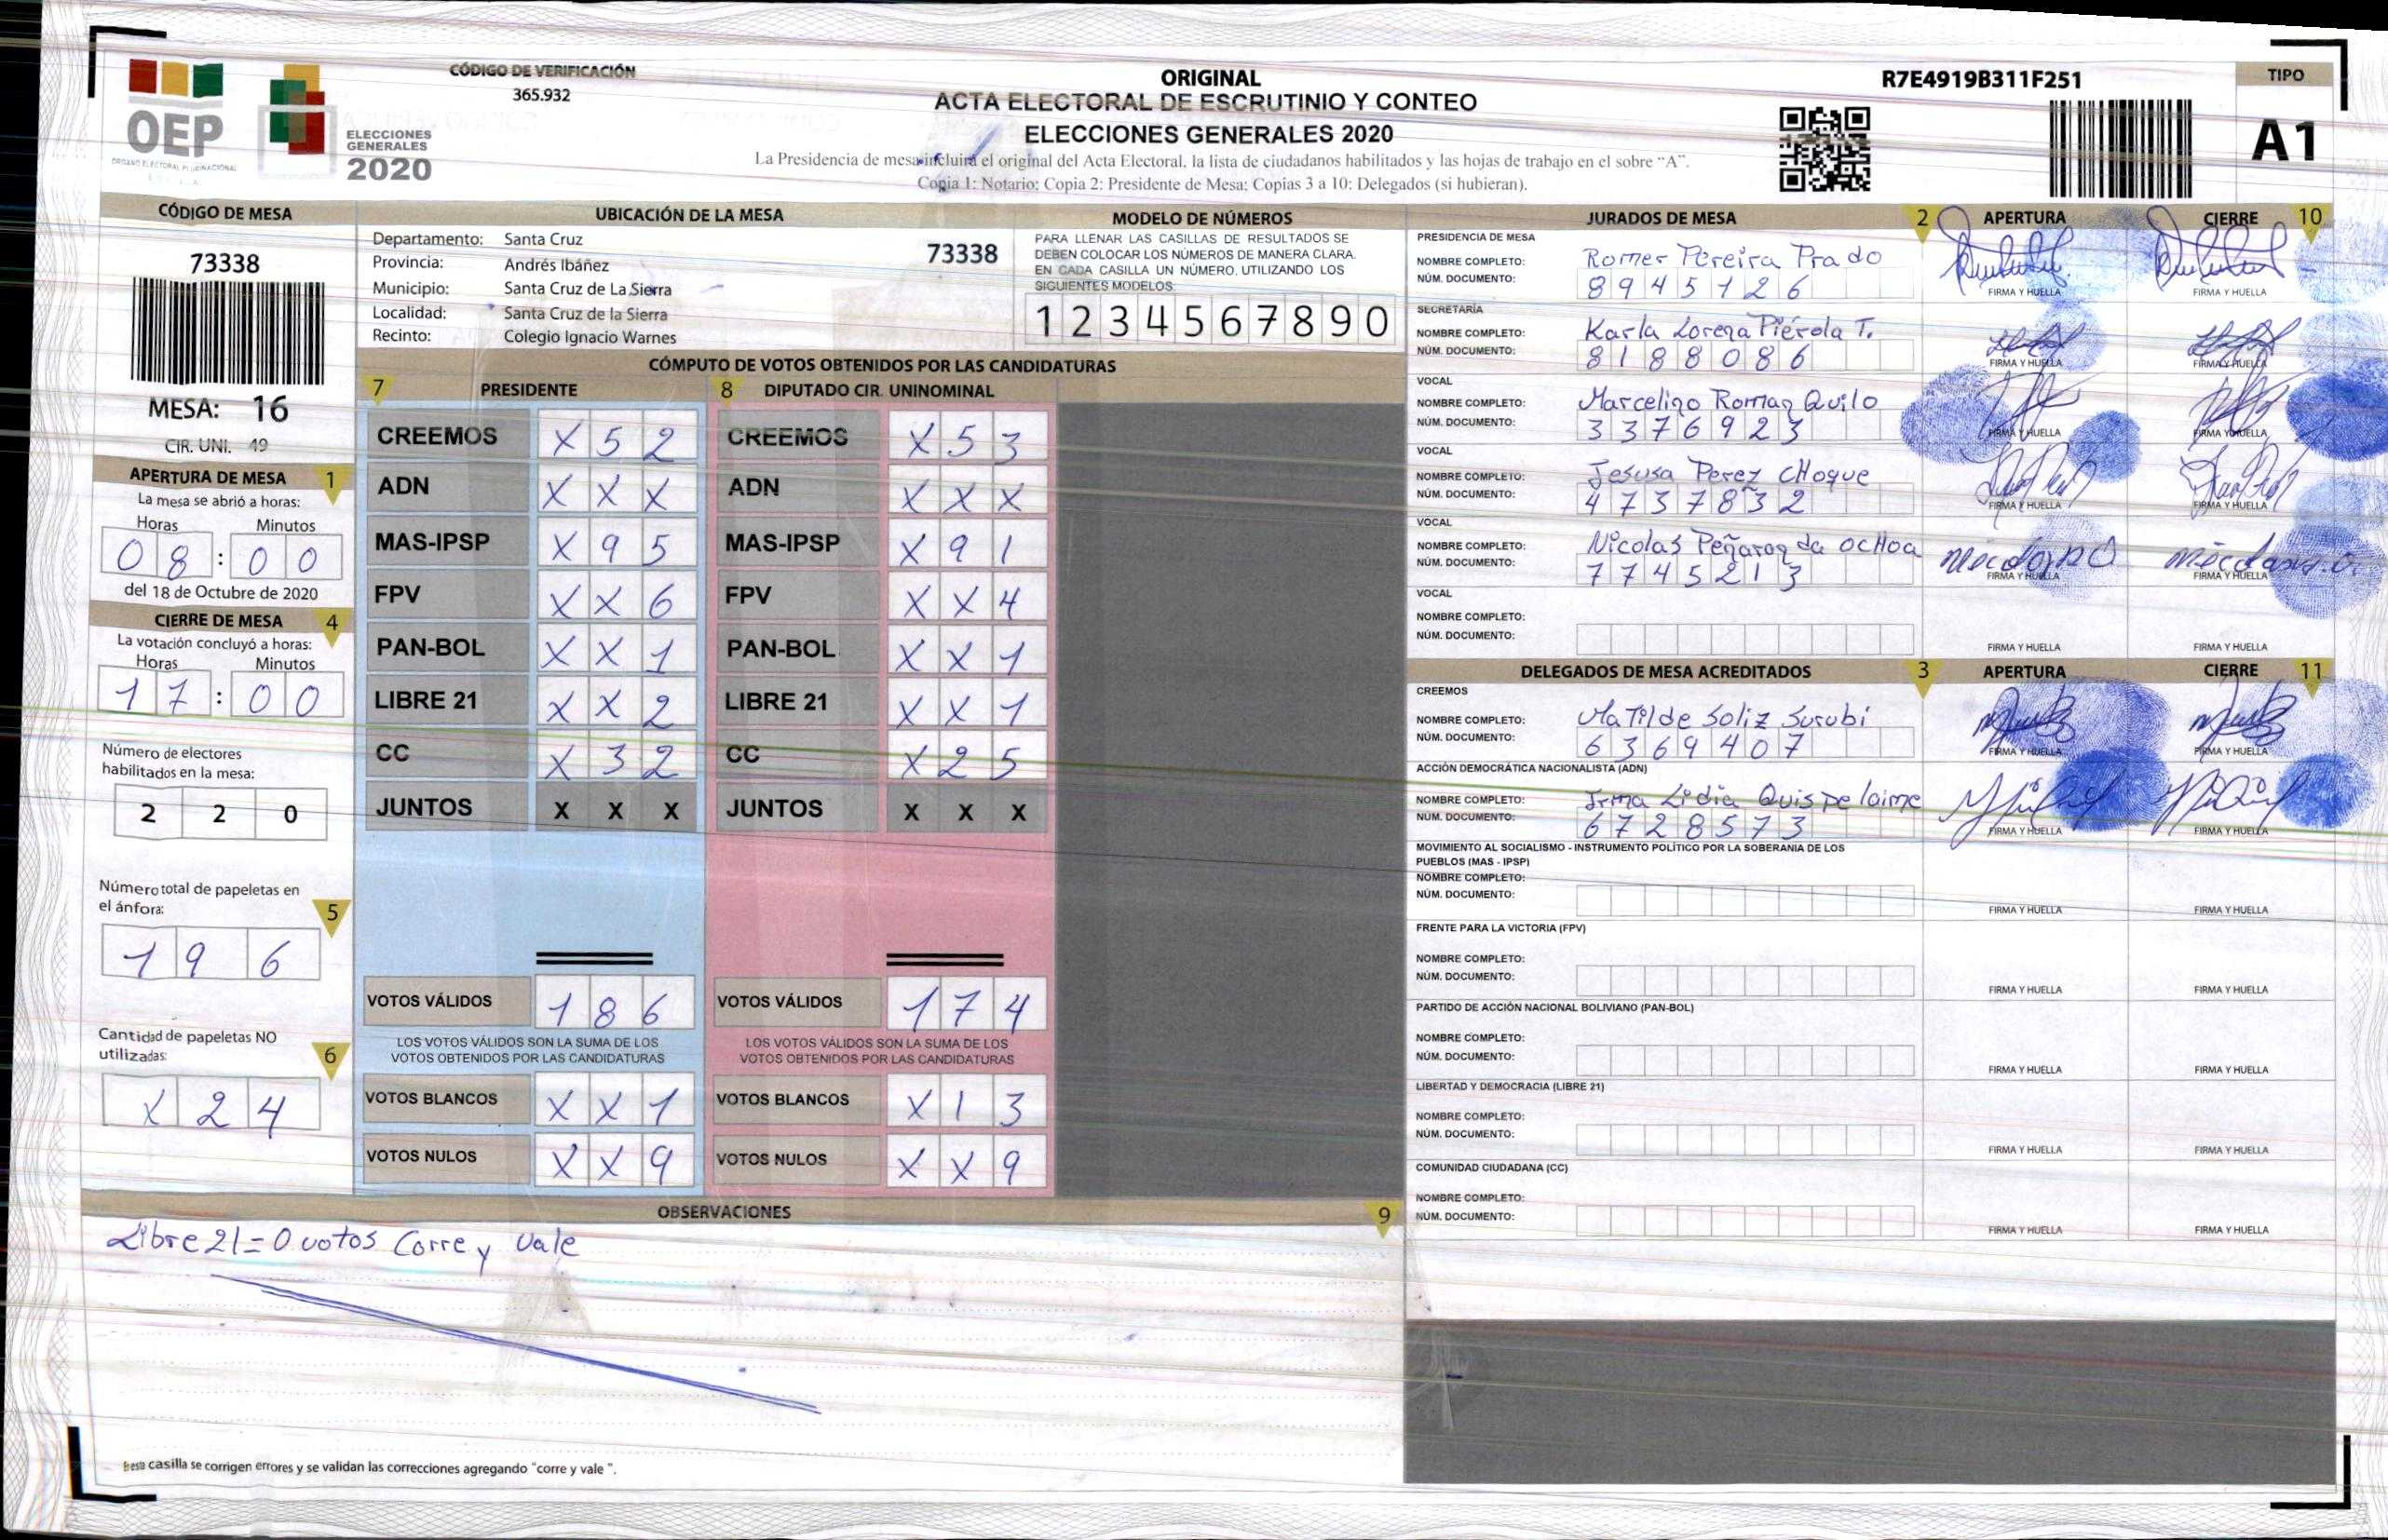 OEP
ÓRGANO ELECTORAL PLURINACIONAL
ELECCIONES
GENERALES
2020
CÓDIGO DE VERIFICACIÓN
365.932
ORIGINAL
ACTA ELECTORAL DE ESCRUTINIO Y CONTEO
ELECCIONES GENERALES 2020
La Presidencia de mesa incluirá el original del Acta Electoral, la lista de ciudadanos habilitados y las hojas de trabajo en el sobre “A”.
Copia 1: Notario; Copia 2: Presidente de Mesa; Copias 3 a 10: Delegados (si hubieran).
R7E4919B311F251
TIPO
A1
CÓDIGO DE MESA
73338
MESA: 16
CIR. UNI. 49
APERTURA DE MESA 1
La mesa se abrió a horas:
Horas Minutos
08:00
del 18 de Octubre de 2020
CIERRE DE MESA 4
La votación concluyó a horas:
Horas Minutos
17:00
Número de electores
habilitados en la mesa:
2 2 0
Número total de papeletas en
el ánfora: 5
1 9 6
Cantidad de papeletas NO
utilizadas: 6
X 2 4
UBICACIÓN DE LA MESA
Departamento: Santa Cruz 73338
Provincia: Andrés Ibáñez
Municipio: Santa Cruz de La Sierra
Localidad: Santa Cruz de la Sierra
Recinto: Colegio Ignacio Warnes
MODELO DE NÚMEROS
PARA LLENAR LAS CASILLAS DE RESULTADOS SE
DEBEN COLOCAR LOS NÚMEROS DE MANERA CLARA.
EN CADA CASILLA UN NÚMERO, UTILIZANDO LOS
SIGUIENTES MODELOS:
1 2 3 4 5 6 7 8 9 0
CÓMPUTO DE VOTOS OBTENIDOS POR LAS CANDIDATURAS
7 PRESIDENTE 8 DIPUTADO CIR. UNINOMINAL
CREEMOS X 5 2 CREEMOS X 5 3
ADN X X X ADN X X X
MAS-IPSP X 9 5 MAS-IPSP X 9 1
FPV X X 6 FPV X X 4
PAN-BOL X X 1 PAN-BOL X X 1
LIBRE 21 X X 2 LIBRE 21 X X 1
CC X 3 2 CC X 2 5
JUNTOS X X X JUNTOS X X X
VOTOS VÁLIDOS 1 8 6 VOTOS VÁLIDOS 1 7 4
LOS VOTOS VÁLIDOS SON LA SUMA DE LOS LOS VOTOS VÁLIDOS SON LA SUMA DE LOS
VOTOS OBTENIDOS POR LAS CANDIDATURAS VOTOS OBTENIDOS POR LAS CANDIDATURAS
VOTOS BLANCOS X X 1 VOTOS BLANCOS X 1 3
VOTOS NULOS X X 9 VOTOS NULOS X X 9
OBSERVACIONES 9
Libre 21 = 0 votos Corre y Vale
En esta casilla se corrigen errores y se validan las correcciones agregando "corre y vale ".
JURADOS DE MESA 2 APERTURA CIERRE 10
PRESIDENCIA DE MESA
NOMBRE COMPLETO: Romer Pereira Prado
NÚM. DOCUMENTO: 8945126 FIRMA Y HUELLA FIRMA Y HUELLA
SECRETARÍA
NOMBRE COMPLETO: Karla Lorena Piérola T.
NÚM. DOCUMENTO: 8188086 FIRMA Y HUELLA FIRMA Y HUELLA
VOCAL
NOMBRE COMPLETO: Marcelino Roman Quilo
NÚM. DOCUMENTO: 3376923 FIRMA Y HUELLA FIRMA Y HUELLA
VOCAL
NOMBRE COMPLETO: Jesusa Perez CHoque
NÚM. DOCUMENTO: 4737832 FIRMA Y HUELLA FIRMA Y HUELLA
VOCAL
NOMBRE COMPLETO: Nicolas Peñaranda OCHoa
NÚM. DOCUMENTO: 7745213 FIRMA Y HUELLA FIRMA Y HUELLA
VOCAL
NOMBRE COMPLETO:
NÚM. DOCUMENTO: FIRMA Y HUELLA FIRMA Y HUELLA
DELEGADOS DE MESA ACREDITADOS 3 APERTURA CIERRE 11
CREEMOS
NOMBRE COMPLETO: MaTilde Soliz Surubi
NÚM. DOCUMENTO: 6369407 FIRMA Y HUELLA FIRMA Y HUELLA
ACCIÓN DEMOCRÁTICA NACIONALISTA (ADN)
NOMBRE COMPLETO: Irma Lidia Quispe laime
NÚM. DOCUMENTO: 6728573 FIRMA Y HUELLA FIRMA Y HUELLA
MOVIMIENTO AL SOCIALISMO - INSTRUMENTO POLÍTICO POR LA SOBERANIA DE LOS
PUEBLOS (MAS - IPSP)
NOMBRE COMPLETO:
NÚM. DOCUMENTO: FIRMA Y HUELLA FIRMA Y HUELLA
FRENTE PARA LA VICTORIA (FPV)
NOMBRE COMPLETO:
NÚM. DOCUMENTO: FIRMA Y HUELLA FIRMA Y HUELLA
PARTIDO DE ACCIÓN NACIONAL BOLIVIANO (PAN-BOL)
NOMBRE COMPLETO:
NÚM. DOCUMENTO: FIRMA Y HUELLA FIRMA Y HUELLA
LIBERTAD Y DEMOCRACIA (LIBRE 21)
NOMBRE COMPLETO:
NÚM. DOCUMENTO: FIRMA Y HUELLA FIRMA Y HUELLA
COMUNIDAD CIUDADANA (CC)
NOMBRE COMPLETO:
NÚM. DOCUMENTO: FIRMA Y HUELLA FIRMA Y HUELLA